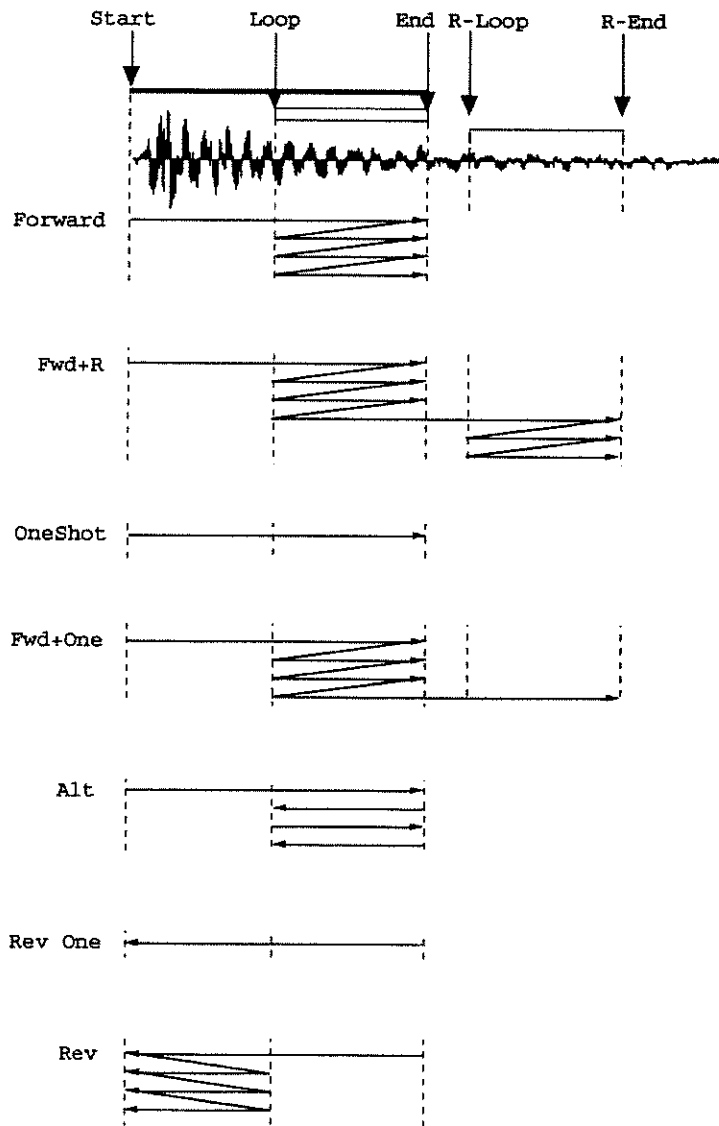 Start Loop End R-Loop R-End
Forward
Fwd+R
OneShot
Fwd+One
Alt
Rev One
Rev